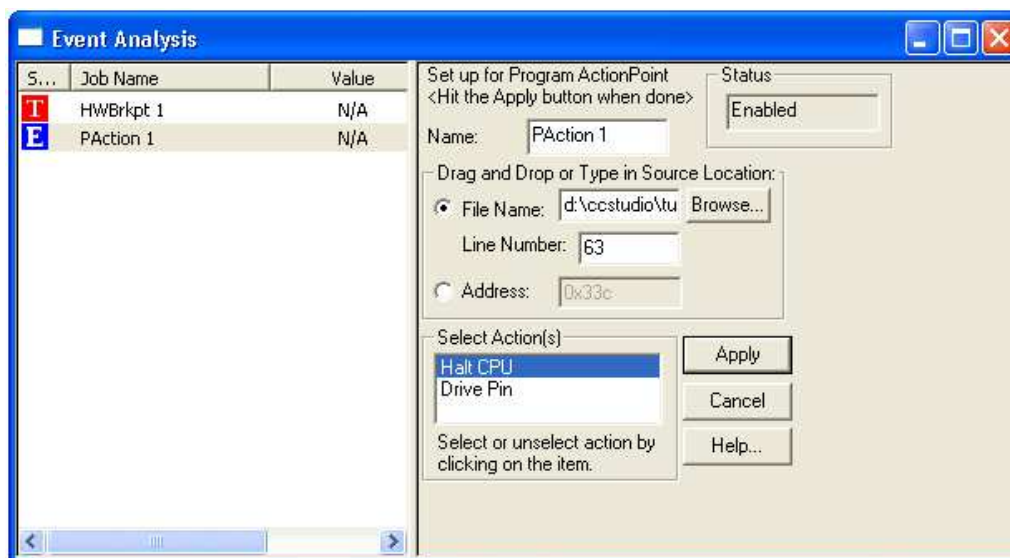 Event Analysis
S... Job Name Value
T HWBrkpt 1 N/A
E PAction 1 N/A
Set up for Program ActionPoint
<Hit the Apply button when done>
Status
Enabled
Name: PAction 1
Drag and Drop or Type in Source Location:
File Name: d:\ccstudio\tu Browse...
Line Number: 63
Address: 0x33c
Select Action(s)
Halt CPU
Drive Pin
Select or unselect action by
clicking on the item.
Apply
Cancel
Help...